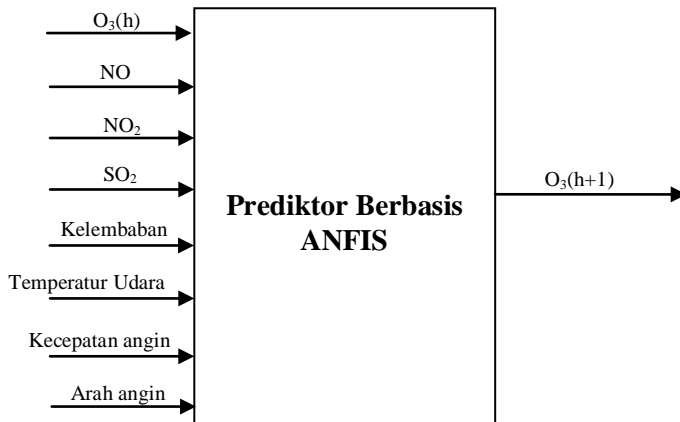 O₃(h)
NO
NO₂
SO₂
Kelembaban
Temperatur Udara
Kecepatan angin
Arah angin
Prediktor Berbasis
ANFIS
O₃(h+1)